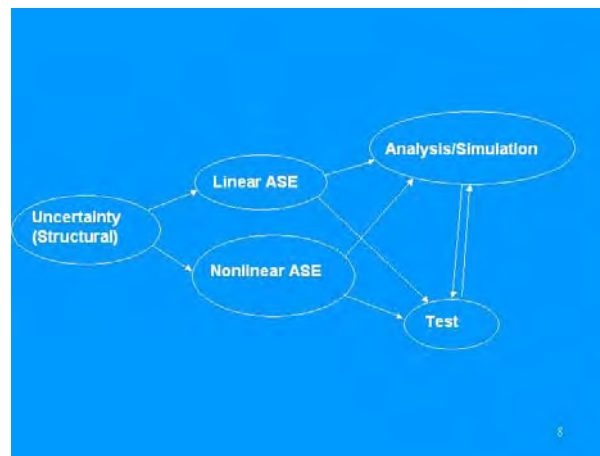 Analysis/Simulation
Linear ASE
Uncertainty
(Structural)
Nonlinear ASE
Test
8